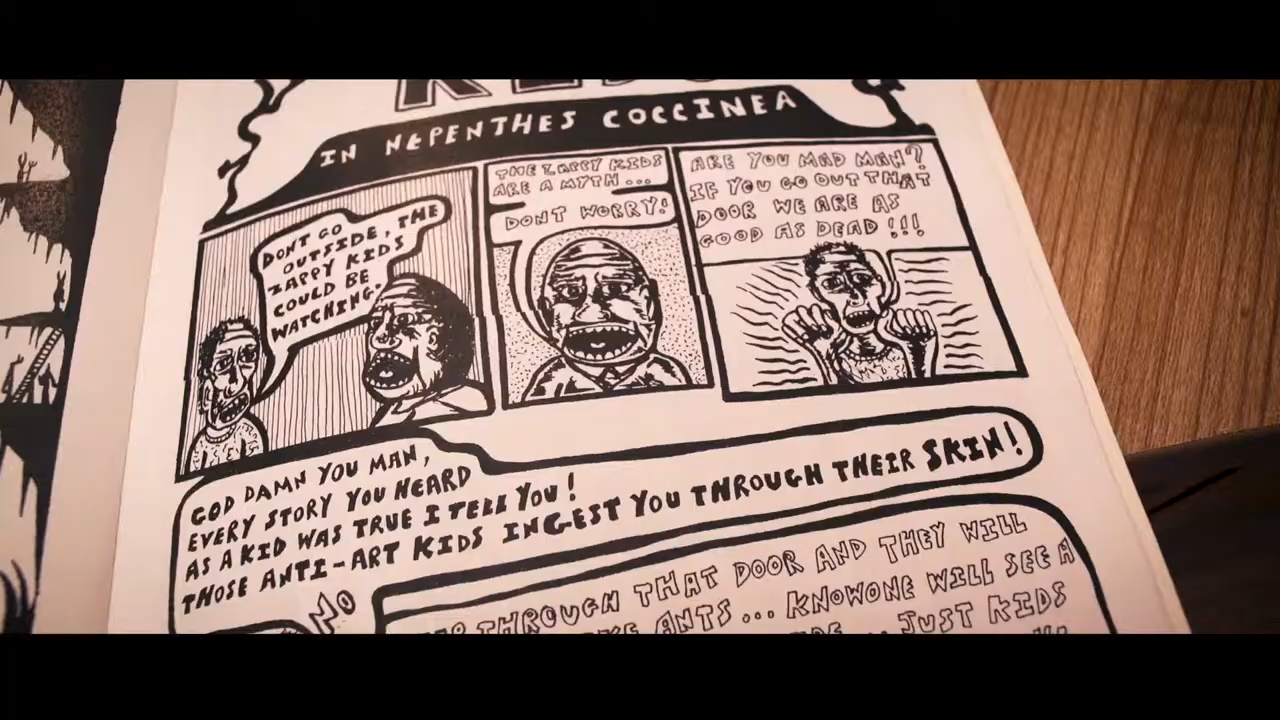 KIDS
IN NEPENTHES COCCINEA
DONT GO
OUTSIDE, THE
ZAPPY KIDS
COULD BE
WATCHING.
THE ZAPPY KIDS
ARE A MYTH...
DONT WORRY!
ARE YOU MAD MAN?
IF YOU GO OUT THAT
DOOR WE ARE AS
GOOD AS DEAD!!!
GOD DAMN YOU MAN,
EVERY STORY YOU HEARD
AS A KID WAS TRUE I TELL YOU!
THOSE ANTI-ART KIDS INGEST YOU THROUGH THEIR SKIN!
NO
THROUGH THAT DOOR AND THEY WILL
ANTS... KNOWONE WILL SEE A
... JUST KIDS